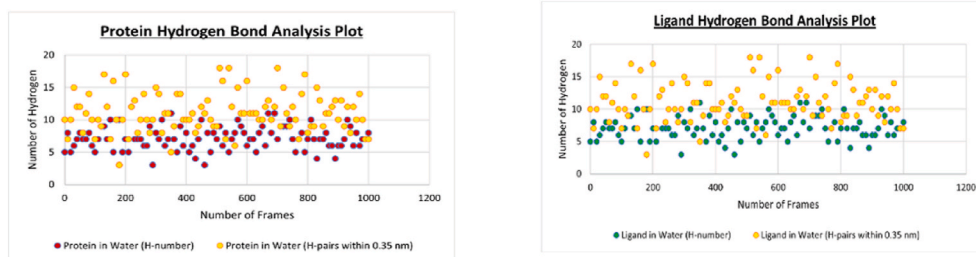 Protein Hydrogen Bond Analysis Plot
20
15
10
5
0
Number of Hydrogen
0 200 400 600 800 1000 1200
Number of Frames
Protein in Water (H-number) Protein in Water (H-pairs within 0.35 nm)
Ligand Hydrogen Bond Analysis Plot
20
15
10
5
0
Number of Hydrogen
0 200 400 600 800 1000 1200
Number of Frames
Ligand in Water (H-number) Ligand in Water (H-pairs within 0.35 nm)